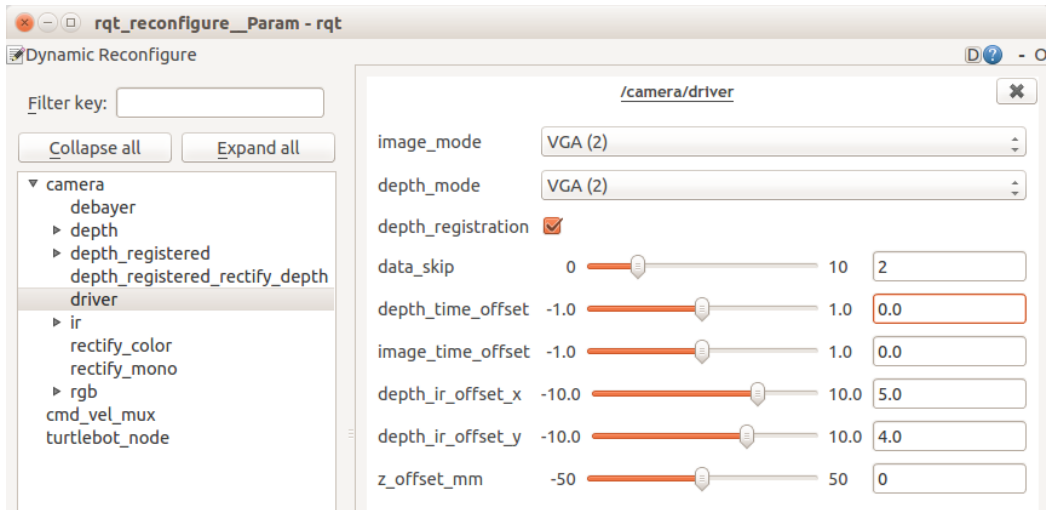 rqt_reconfigure__Param - rqt
Dynamic Reconfigure
D ? - O
Filter key:
Collapse all Expand all
camera
debayer
depth
depth_registered
depth_registered_rectify_depth
driver
ir
rectify_color
rectify_mono
rgb
cmd_vel_mux
turtlebot_node
/camera/driver
image_mode VGA (2)
depth_mode VGA (2)
depth_registration
data_skip 0 10 2
depth_time_offset -1.0 1.0 0.0
image_time_offset -1.0 1.0 0.0
depth_ir_offset_x -10.0 10.0 5.0
depth_ir_offset_y -10.0 10.0 4.0
z_offset_mm -50 50 0